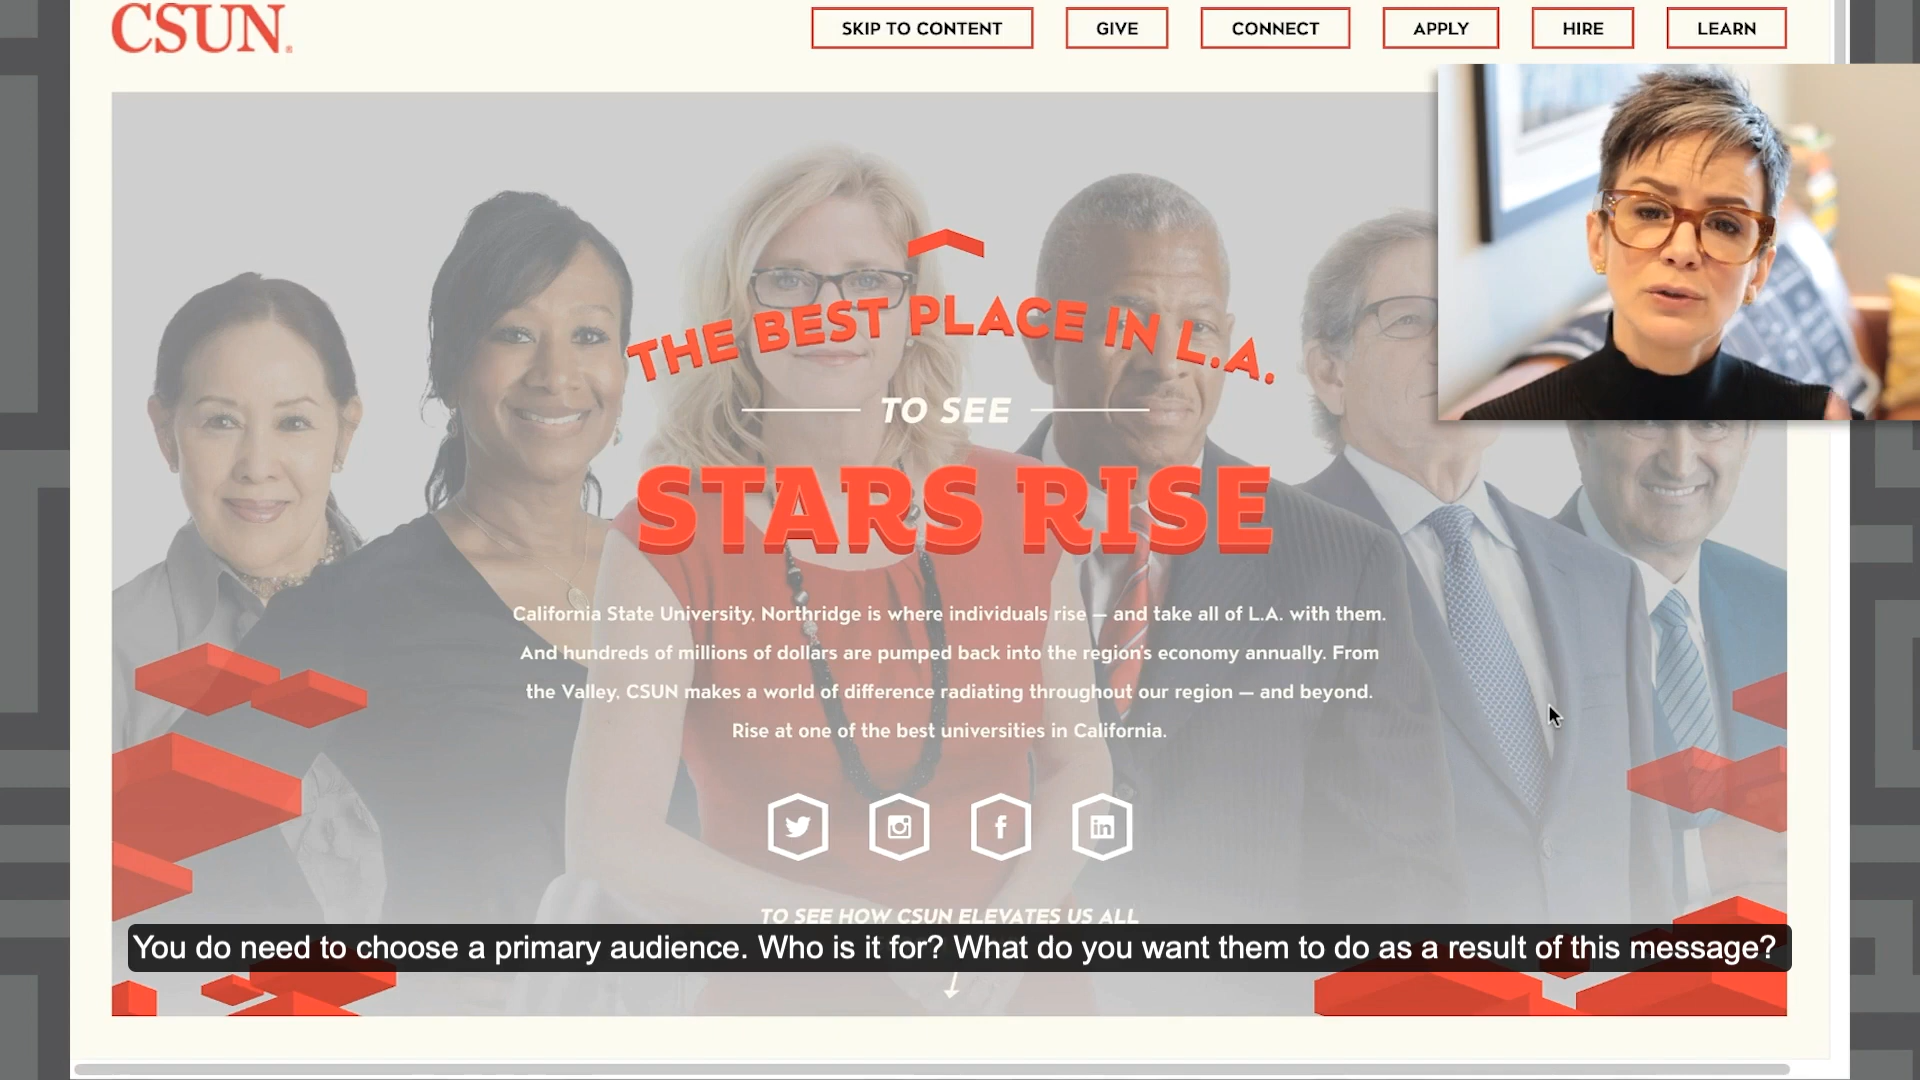 CSUN®
SKIP TO CONTENT
GIVE
CONNECT
APPLY
HIRE
LEARN
THE BEST PLACE IN L.A.
TO SEE
STARS RISE
California State University, Northridge is where individuals rise — and take all of L.A. with them.
And hundreds of millions of dollars are pumped back into the region's economy annually. From
the Valley, CSUN makes a world of difference radiating throughout our region — and beyond.
Rise at one of the best universities in California.
TO SEE HOW CSUN ELEVATES US ALL
You do need to choose a primary audience. Who is it for? What do you want them to do as a result of this message?